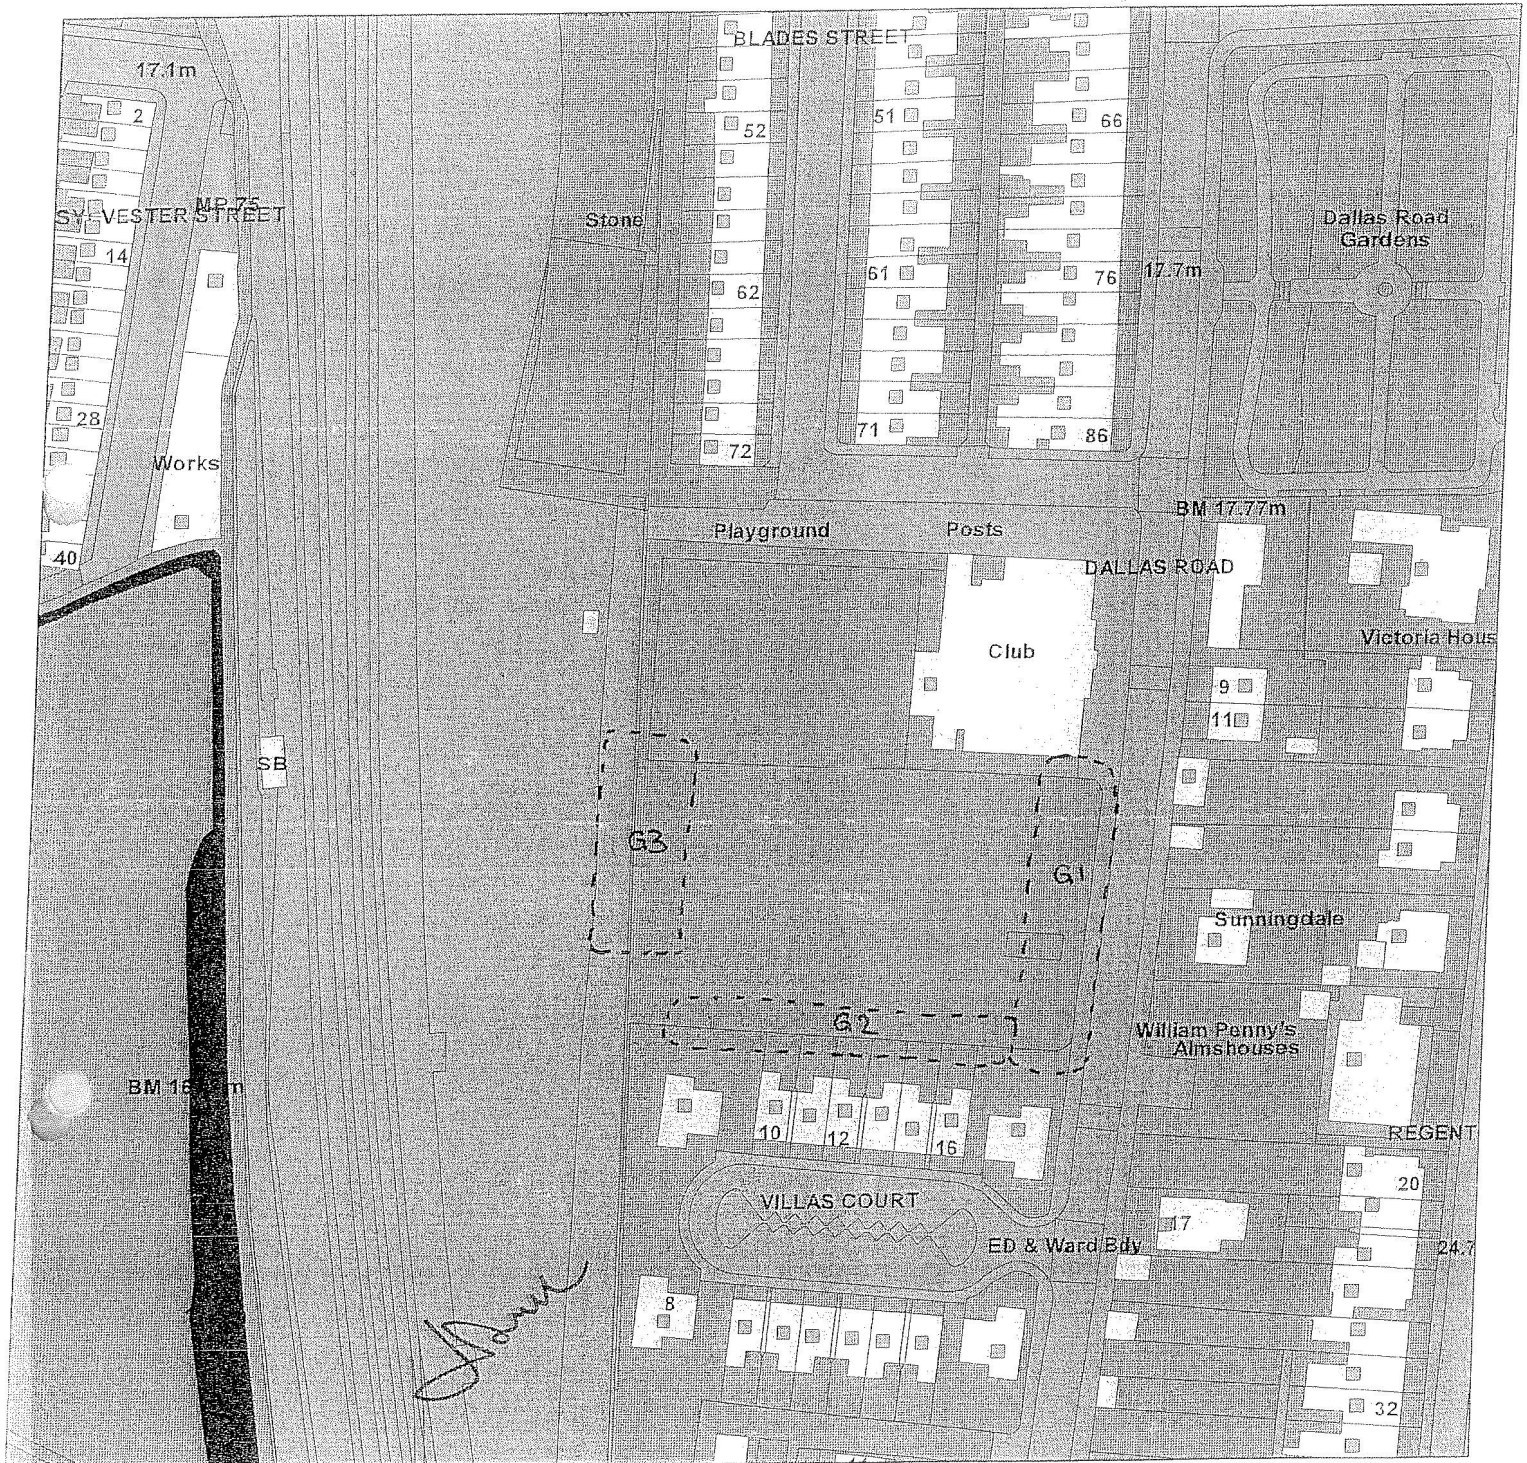 BLADES STREET
17.1m
2
52
51
66
MP 75
SYLVESTER STREET
Stone
Dallas Road
Gardens
14
61
76
17.7m
62
28
71
86
72
Works
BM 17.77m
Playground
Posts
40
DALLAS ROAD
Club
Victoria Hous
9
11
SB
G3
G1
Sunningdale
G2
William Penny's
Almshouses
BM 16
m
10
12
16
REGENT
20
VILLAS COURT
17
ED & Ward Bdy
24.7
8
32